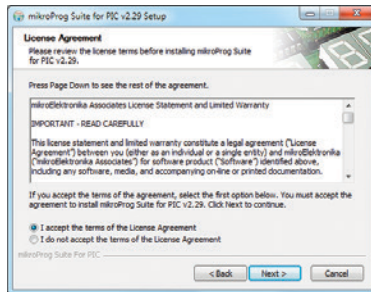 mikroProg Suite for PIC v2.29 Setup
License Agreement
Please review the license terms before installing mikroProg Suite
for PIC v2.29.
Press Page Down to see the rest of the agreement.
mikroElektronika Associates License Statement and Limited Warranty
IMPORTANT - READ CAREFULLY
This license statement and limited warranty constitute a legal agreement ("License
Agreement") between you (either as an individual or a single entity) and mikroElektronika
("mikroElektronika Associates") for software product ("Software") identified above,
including any software, media, and accompanying on-line or printed documentation.
If you accept the terms of the agreement, select the first option below. You must accept the
agreement to install mikroProg Suite for PIC v2.29. Click Next to continue.
I accept the terms of the License Agreement
I do not accept the terms of the License Agreement
mikroProg Suite For PIC
< Back Next > Cancel